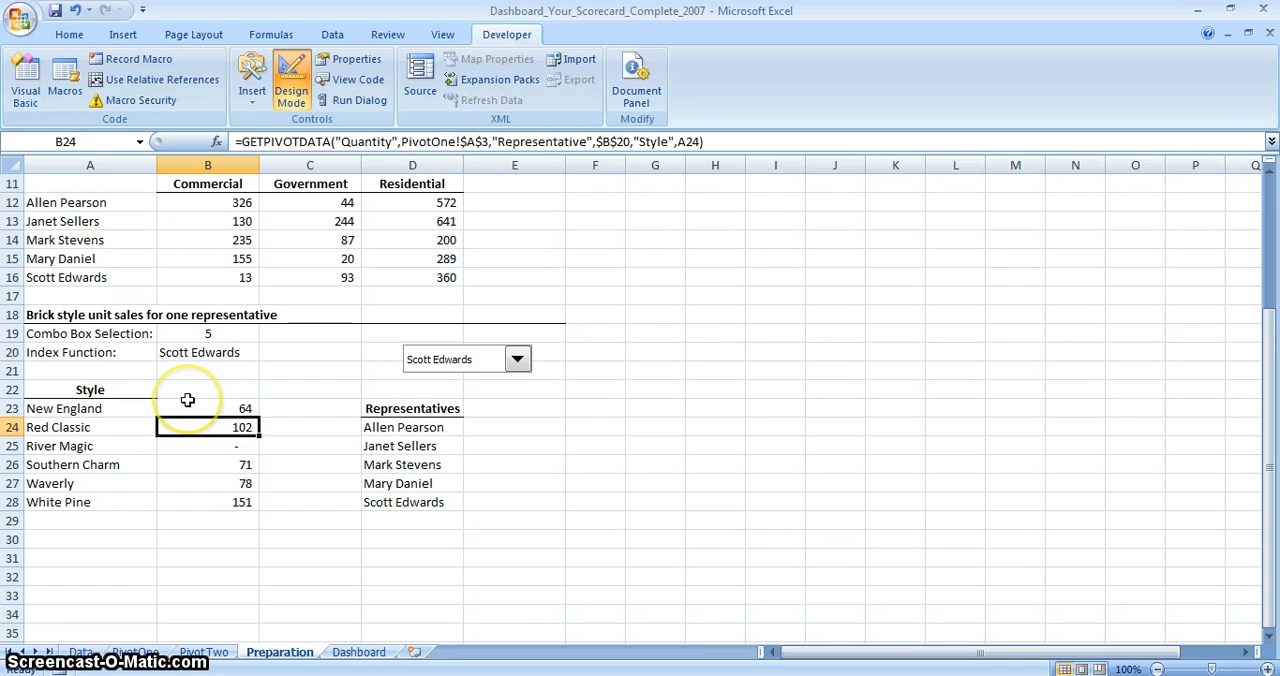 Dashboard_Your_Scorecard_Complete_2007 - Microsoft Excel
Home Insert Page Layout Formulas Data Review View Developer
Visual Basic
Macros
Record Macro
Use Relative References
Macro Security
Code
Insert
Design Mode
Properties
View Code
Run Dialog
Controls
Source
Map Properties
Expansion Packs
Refresh Data
Import
Export
XML
Document Panel
Modify
B24 fx =GETPIVOTDATA("Quantity",PivotOne!$A$3,"Representative",$B$20,"Style",A24)
A B C D E F G H I J K L M N O P Q
11 Commercial Government Residential
12 Allen Pearson 326 44 572
13 Janet Sellers 130 244 641
14 Mark Stevens 235 87 200
15 Mary Daniel 155 20 289
16 Scott Edwards 13 93 360
17
18 Brick style unit sales for one representative
19 Combo Box Selection: 5
20 Index Function: Scott Edwards Scott Edwards
21
22 Style
23 New England 64 Representatives
24 Red Classic 102 Allen Pearson
25 River Magic - Janet Sellers
26 Southern Charm 71 Mark Stevens
27 Waverly 78 Mary Daniel
28 White Pine 151 Scott Edwards
29
30
31
32
33
34
35
Data PivotOne PivotTwo Preparation Dashboard
Screencast-O-Matic.com
Ready 100%